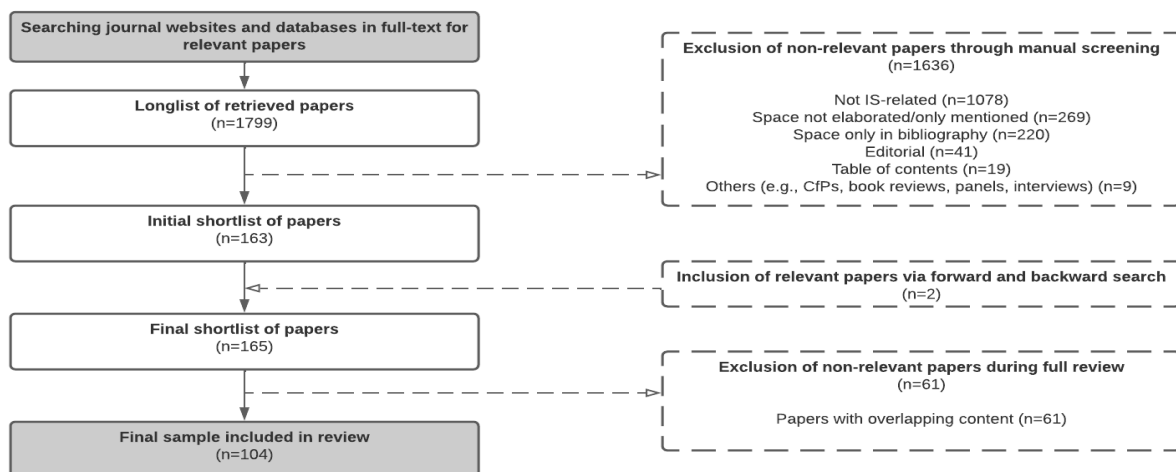 Searching journal websites and databases in full-text for
relevant papers
Longlist of retrieved papers
(n=1799)
Exclusion of non-relevant papers through manual screening
(n=1636)
Not IS-related (n=1078)
Space not elaborated/only mentioned (n=269)
Space only in bibliography (n=220)
Editorial (n=41)
Table of contents (n=19)
Others (e.g., CfPs, book reviews, panels, interviews) (n=9)
Initial shortlist of papers
(n=163)
Inclusion of relevant papers via forward and backward search
(n=2)
Final shortlist of papers
(n=165)
Exclusion of non-relevant papers during full review
(n=61)
Papers with overlapping content (n=61)
Final sample included in review
(n=104)